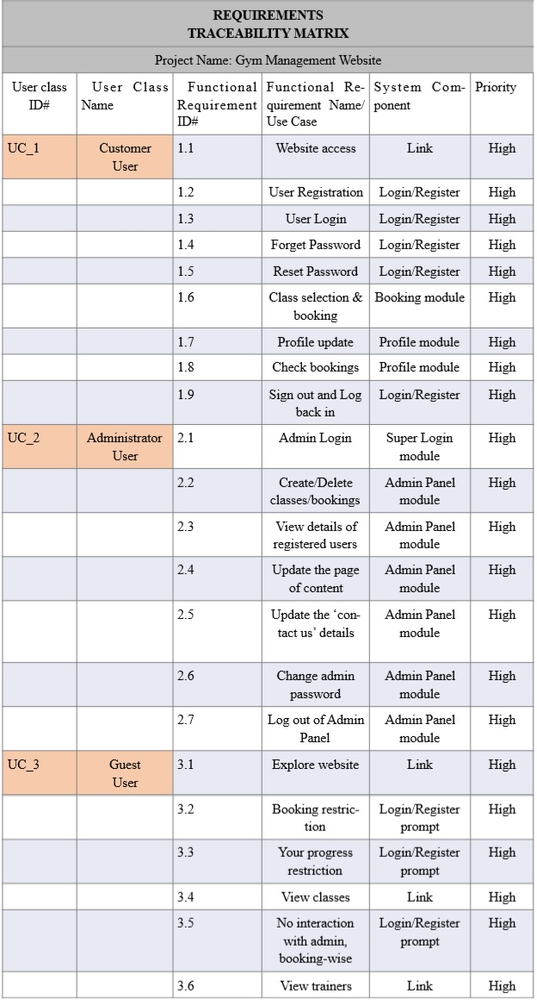 REQUIREMENTS
TRACEABILITY MATRIX
Project Name: Gym Management Website
User class User Class Functional Functional Re- System Com- Priority
ID# Name Requirement quirement Name/ ponent
ID# Use Case
UC_1 Customer 1.1 Website access Link High
User
1.2 User Registration Login/Register High
1.3 User Login Login/Register High
1.4 Forget Password Login/Register High
1.5 Reset Password Login/Register High
1.6 Class selection & Booking module High
booking
1.7 Profile update Profile module High
1.8 Check bookings Profile module High
1.9 Sign out and Log Login/Register High
back in
UC_2 Administrator 2.1 Admin Login Super Login High
User module
2.2 Create/Delete Admin Panel High
classes/bookings module
2.3 View details of Admin Panel High
registered users module
2.4 Update the page Admin Panel High
of content module
2.5 Update the ‘con- Admin Panel High
tact us’ details module
2.6 Change admin Admin Panel High
password module
2.7 Log out of Admin Admin Panel High
Panel module
UC_3 Guest 3.1 Explore website Link High
User
3.2 Booking restric- Login/Register High
tion prompt
3.3 Your progress Login/Register High
restriction prompt
3.4 View classes Link High
3.5 No interaction Login/Register High
with admin, prompt
booking-wise
3.6 View trainers Link High